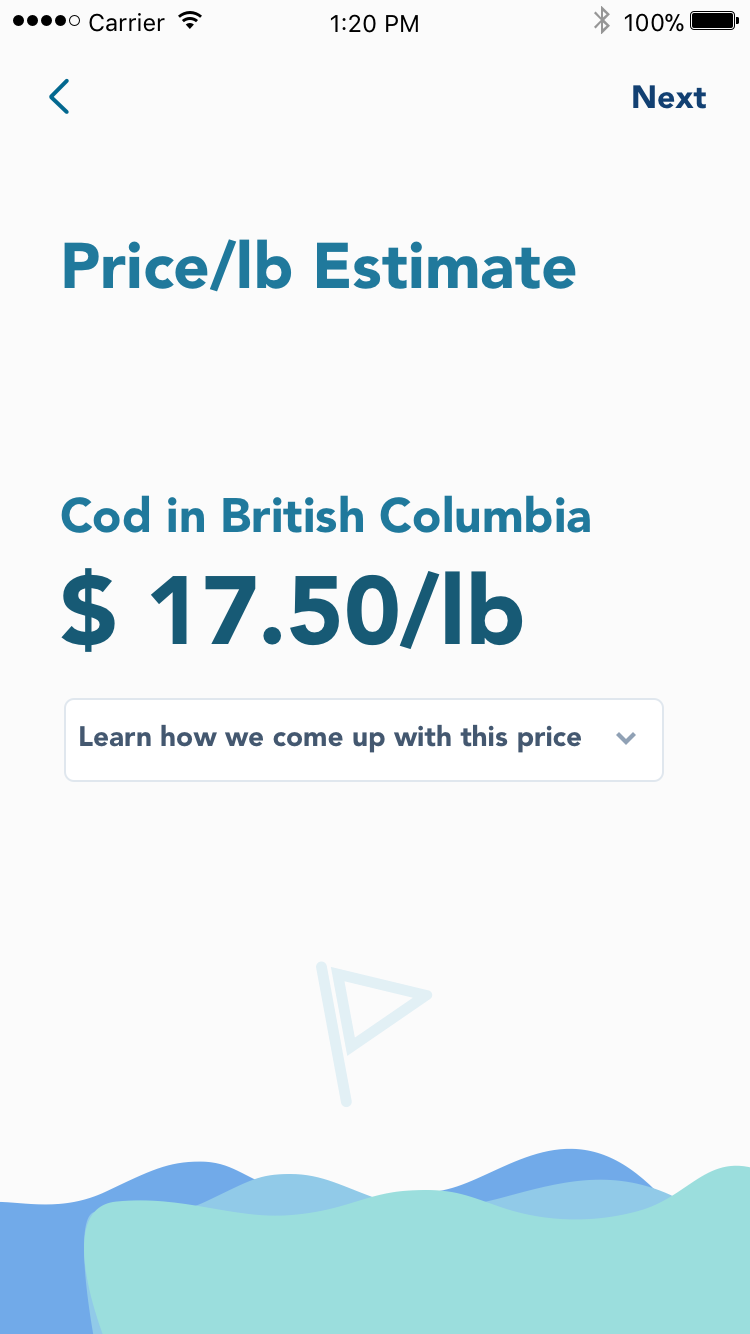 Carrier 1:20 PM 100%
Next
Price/lb Estimate
Cod in British Columbia
$ 17.50/lb
Learn how we come up with this price